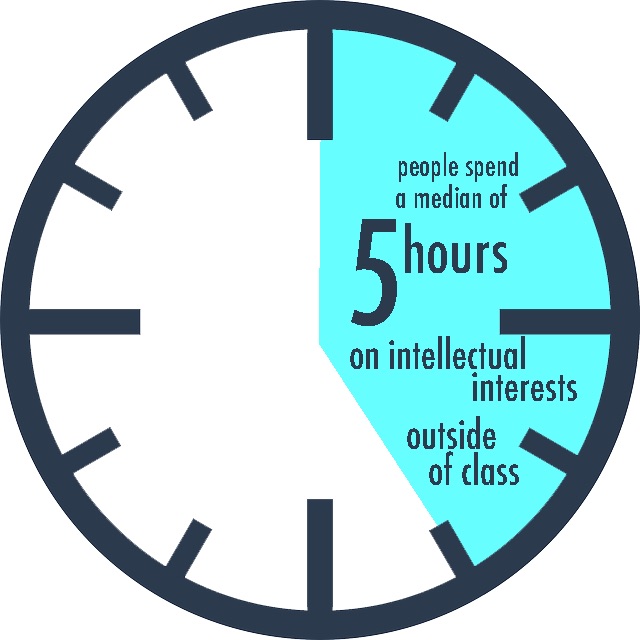 people spend
a median of
5 hours
on intellectual
interests
outside
of class